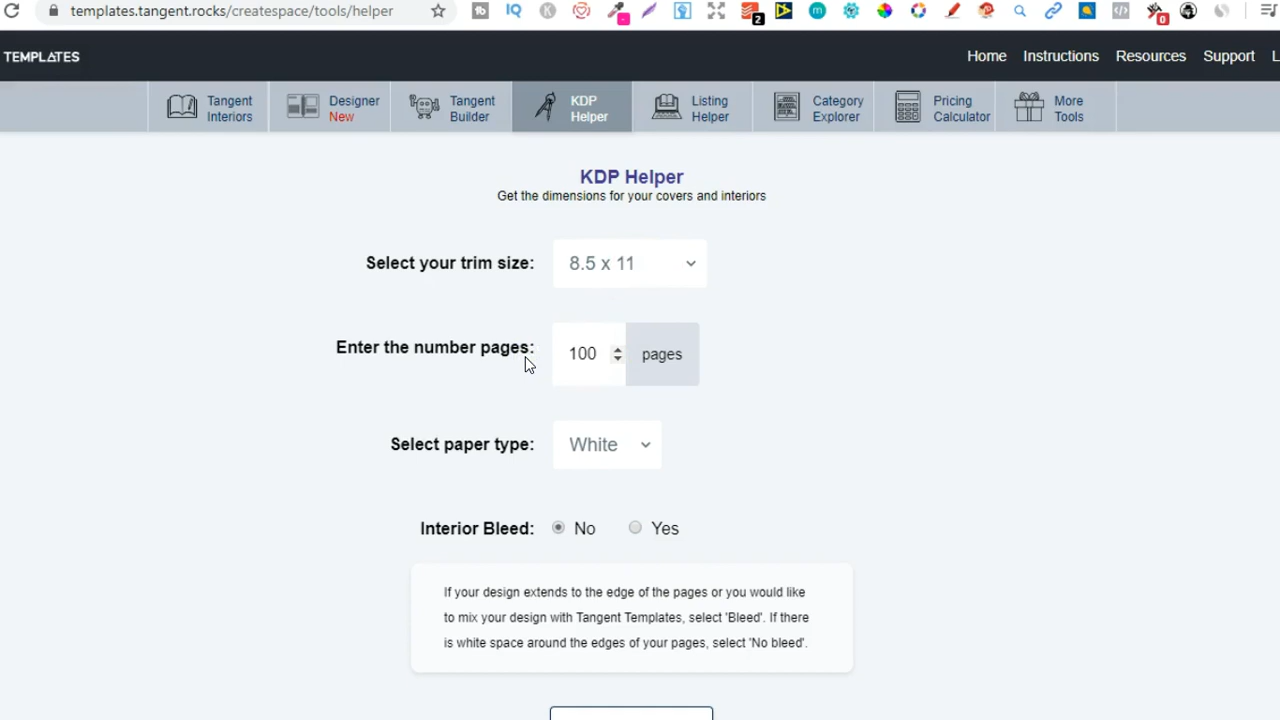 templates.tangent.rocks/createspace/tools/helper
TEMPLATES
Home Instructions Resources Support L
Tangent Interiors
Designer New
Tangent Builder
KDP Helper
Listing Helper
Category Explorer
Pricing Calculator
More Tools
KDP Helper
Get the dimensions for your covers and interiors
Select your trim size: 8.5 x 11
Enter the number pages: 100 pages
Select paper type: White
Interior Bleed: No Yes
If your design extends to the edge of the pages or you would like
to mix your design with Tangent Templates, select 'Bleed'. If there
is white space around the edges of your pages, select 'No bleed'.